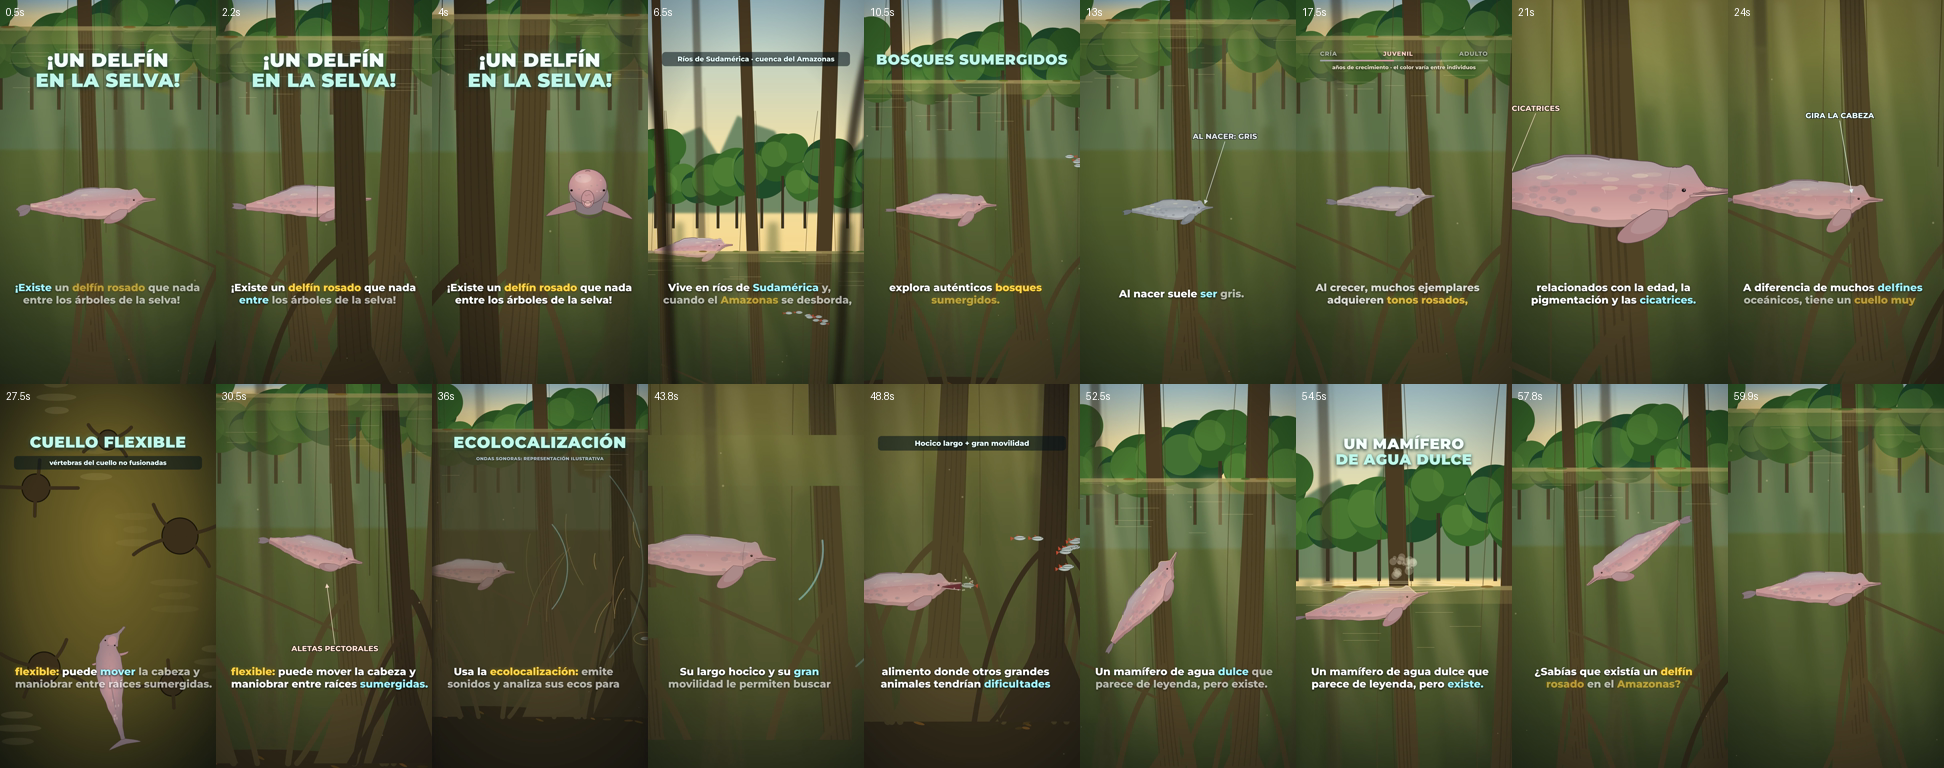 0.5s
¡UN DELFÍN
EN LA SELVA!
¡Existe un delfín rosado que nada
entre los árboles de la selva!
2.2s
¡UN DELFÍN
EN LA SELVA!
¡Existe un delfín rosado que nada
entre los árboles de la selva!
4s
¡UN DELFÍN
EN LA SELVA!
¡Existe un delfín rosado que nada
entre los árboles de la selva!
6.5s
Ríos de Sudamérica - cuenca del Amazonas
Vive en ríos de Sudamérica y,
cuando el Amazonas se desborda,
10.5s
BOSQUES SUMERGIDOS
explora auténticos bosques
sumergidos.
13s
AL NACER: GRIS
Al nacer suele ser gris.
17.5s
CRÍA JUVENIL ADULTO
años de crecimiento - el color varía entre individuos
Al crecer, muchos ejemplares
adquieren tonos rosados,
21s
CICATRICES
relacionados con la edad, la
pigmentación y las cicatrices.
24s
GIRA LA CABEZA
A diferencia de muchos delfines
oceánicos, tiene un cuello muy
27.5s
CUELLO FLEXIBLE
vértebras del cuello no fusionadas
flexible: puede mover la cabeza y
maniobrar entre raíces sumergidas.
30.5s
ALETAS PECTORALES
flexible: puede mover la cabeza y
maniobrar entre raíces sumergidas.
36s
ECOLOCALIZACIÓN
ONDAS SONORAS: REPRESENTACIÓN ILUSTRATIVA
Usa la ecolocalización: emite
sonidos y analiza sus ecos para
43.8s
Su largo hocico y su gran
movilidad le permiten buscar
48.8s
Hocico largo + gran movilidad
alimento donde otros grandes
animales tendrían dificultades
52.5s
Un mamífero de agua dulce que
parece de leyenda, pero existe.
54.5s
UN MAMÍFERO
DE AGUA DULCE
Un mamífero de agua dulce que
parece de leyenda, pero existe.
57.8s
¿Sabías que existía un delfín
rosado en el Amazonas?
59.9s